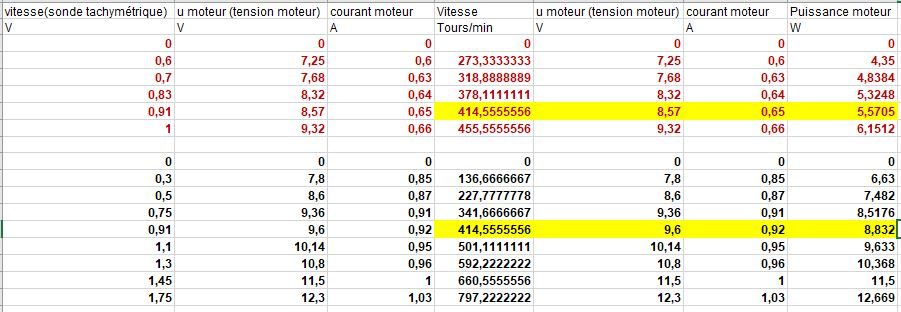 vitesse(sonde tachymétrique) u moteur (tension moteur) courant moteur Vitesse u moteur (tension moteur) courant moteur Puissance moteur
V V A Tours/min V A W
0 0 0 0 0 0 0
0,6 7,25 0,6 273,3333333 7,25 0,6 4,35
0,7 7,68 0,63 318,8888889 7,68 0,63 4,8384
0,83 8,32 0,64 378,1111111 8,32 0,64 5,3248
0,91 8,57 0,65 414,5555556 8,57 0,65 5,5705
1 9,32 0,66 455,5555556 9,32 0,66 6,1512
0 0 0 0 0 0 0
0,3 7,8 0,85 136,6666667 7,8 0,85 6,63
0,5 8,6 0,87 227,7777778 8,6 0,87 7,482
0,75 9,36 0,91 341,6666667 9,36 0,91 8,5176
0,91 9,6 0,92 414,5555556 9,6 0,92 8,832
1,1 10,14 0,95 501,1111111 10,14 0,95 9,633
1,3 10,8 0,96 592,2222222 10,8 0,96 10,368
1,45 11,5 1 660,5555556 11,5 1 11,5
1,75 12,3 1,03 797,2222222 12,3 1,03 12,669